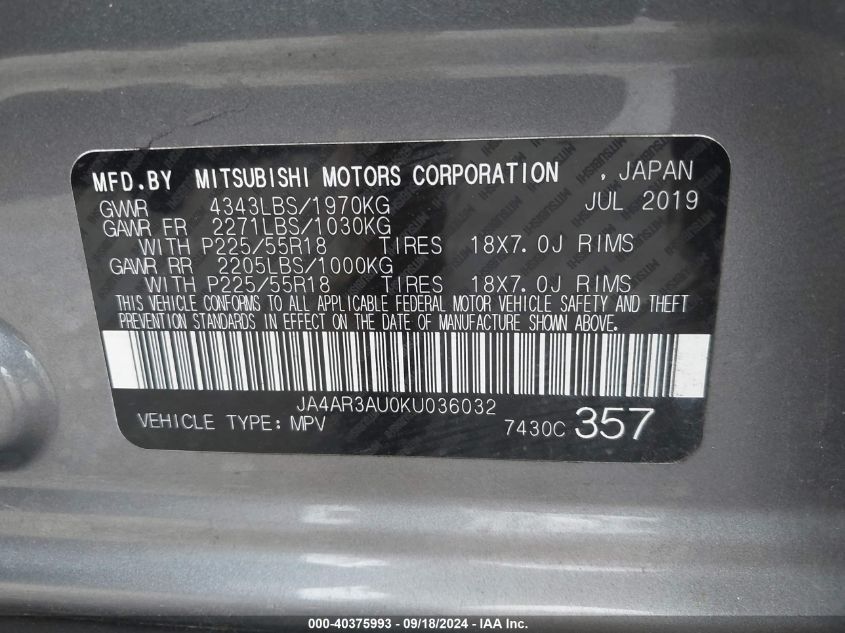 MFD.BY MITSUBISHI MOTORS CORPORATION , JAPAN
GVWR 4343LBS/1970KG JUL 2019
GAWR FR 2271LBS/1030KG
WITH P225/55R18 TIRES 18X7.0J RIMS
GAWR RR 2205LBS/1000KG
WITH P225/55R18 TIRES 18X7.0J RIMS
THIS VEHICLE CONFORMS TO ALL APPLICABLE FEDERAL MOTOR VEHICLE SAFETY AND THEFT
PREVENTION STANDARDS IN EFFECT ON THE DATE OF MANUFACTURE SHOWN ABOVE.
JA4AR3AU0KU036032
VEHICLE TYPE: MPV 7430C 357
000-40375993 - 09/18/2024 - IAA Inc.